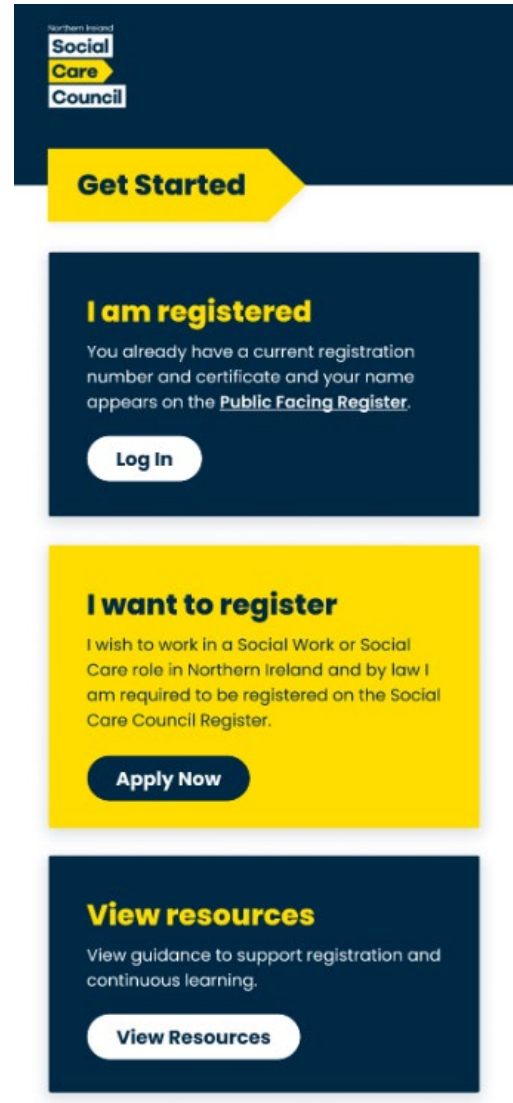 Northern Ireland
Social
Care
Council
Get Started
I am registered
You already have a current registration
number and certificate and your name
appears on the Public Facing Register.
Log In
I want to register
I wish to work in a Social Work or Social
Care role in Northern Ireland and by law I
am required to be registered on the Social
Care Council Register.
Apply Now
View resources
View guidance to support registration and
continuous learning.
View Resources